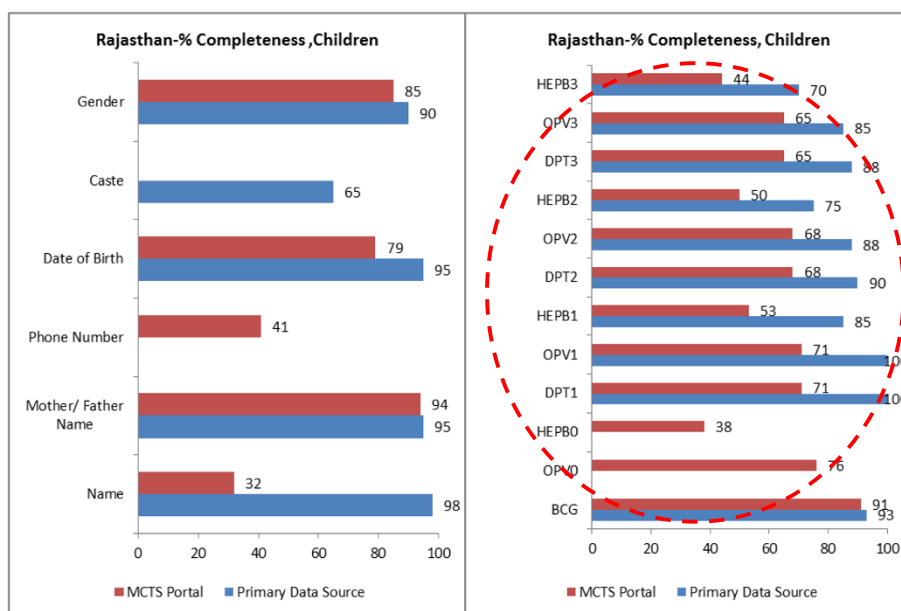 Rajasthan-% Completeness ,Children
Gender
85
90
Caste
65
Date of Birth
79
95
Phone Number
41
Mother/ Father
Name
94
95
Name
32
98
0 20 40 60 80 100
MCTS Portal Primary Data Source
Rajasthan-% Completeness, Children
HEPB3
44
70
OPV3
65
85
DPT3
65
88
HEPB2
50
75
OPV2
68
88
DPT2
68
90
HEPB1
53
85
OPV1
71
100
DPT1
71
100
HEPB0
38
OPV0
76
BCG
91
93
0 20 40 60 80 100
MCTS Portal Primary Data Source